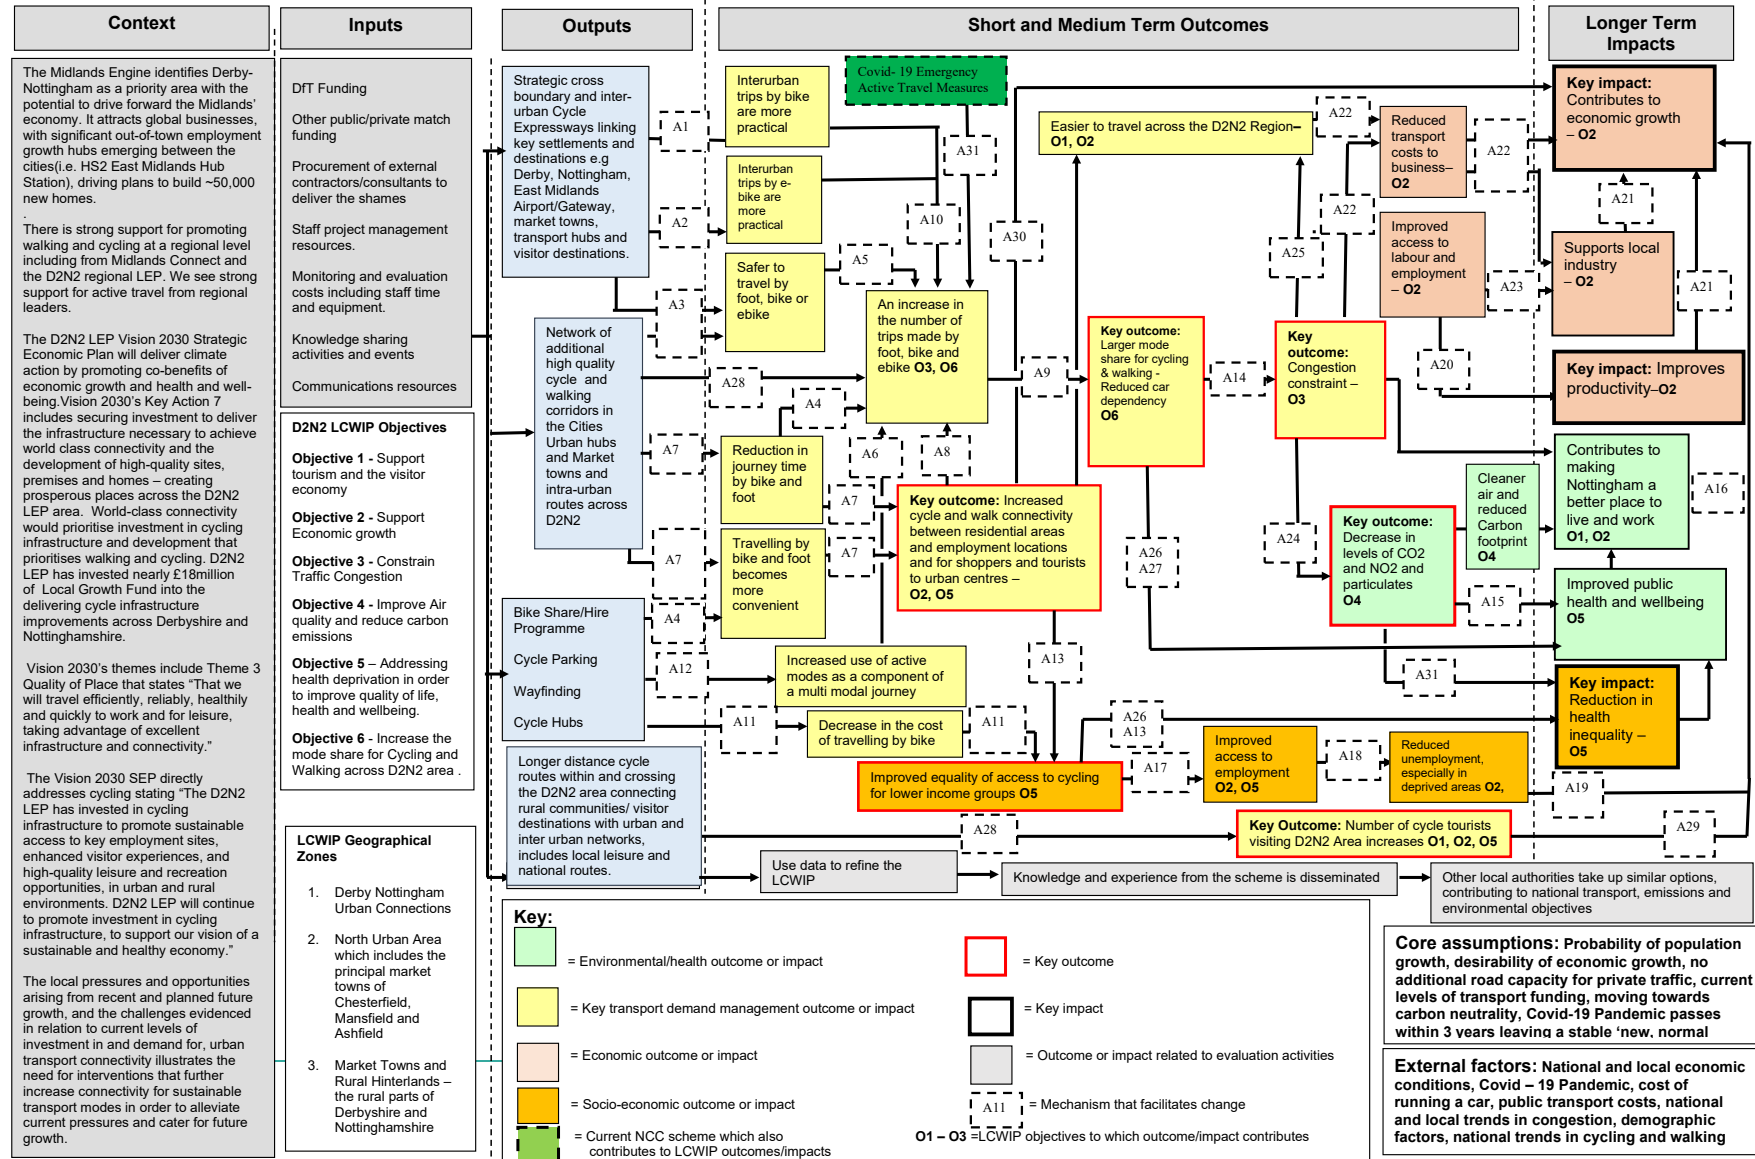 Context
Inputs
Outputs
Short and Medium Term Outcomes
Longer Term
Impacts
The Midlands Engine identifies Derby-
Nottingham as a priority area with the
potential to drive forward the Midlands’
economy. It attracts global businesses,
with significant out-of-town employment
growth hubs emerging between the
cities(i.e. HS2 East Midlands Hub
Station), driving plans to build ~50,000
new homes.
.
There is strong support for promoting
walking and cycling at a regional level
including from Midlands Connect and
the D2N2 regional LEP. We see strong
support for active travel from regional
leaders.
The D2N2 LEP Vision 2030 Strategic
Economic Plan will deliver climate
action by promoting co-benefits of
economic growth and health and well-
being.Vision 2030’s Key Action 7
includes securing investment to deliver
the infrastructure necessary to achieve
world class connectivity and the
development of high-quality sites,
premises and homes – creating
prosperous places across the D2N2
LEP area.  World-class connectivity
would prioritise investment in cycling
infrastructure and development that
prioritises walking and cycling. D2N2
LEP has invested nearly £18million
of  Local Growth Fund into the
delivering cycle infrastructure
improvements across Derbyshire and
Nottinghamshire.
Vision 2030’s themes include Theme 3
Quality of Place that states “That we
will travel efficiently, reliably, healthily
and quickly to work and for leisure,
taking advantage of excellent
infrastructure and connectivity.”
The Vision 2030 SEP directly
addresses cycling stating “The D2N2
LEP has invested in cycling
infrastructure to promote sustainable
access to key employment sites,
enhanced visitor experiences, and
high-quality leisure and recreation
opportunities, in urban and rural
environments. D2N2 LEP will continue
to promote investment in cycling
infrastructure, to support our vision of a
sustainable and healthy economy.”
The local pressures and opportunities
arising from recent and planned future
growth, and the challenges evidenced
in relation to current levels of
investment in and demand for, urban
transport connectivity illustrates the
need for interventions that further
increase connectivity for sustainable
transport modes in order to alleviate
current pressures and cater for future
growth.
DfT Funding
Other public/private match
funding
Procurement of external
contractors/consultants to
deliver the shames
Staff project management
resources.
Monitoring and evaluation
costs including staff time
and equipment.
Knowledge sharing
activities and events
Communications resources
D2N2 LCWIP Objectives
Objective 1 - Support
tourism and the visitor
economy
Objective 2 - Support
Economic growth
Objective 3 - Constrain
Traffic Congestion
Objective 4 - Improve Air
quality and reduce carbon
emissions
Objective 5 – Addressing
health deprivation in order
to improve quality of life,
health and wellbeing.
Objective 6 - Increase the
mode share for Cycling and
Walking across D2N2 area .
LCWIP Geographical
Zones
1. Derby Nottingham
Urban Connections
2. North Urban Area
which includes the
principal market
towns of
Chesterfield,
Mansfield and
Ashfield
3. Market Towns and
Rural Hinterlands –
the rural parts of
Derbyshire and
Nottinghamshire
Strategic cross
boundary and inter-
urban Cycle
Expressways linking
key settlements and
destinations e.g
Derby, Nottingham,
East Midlands
Airport/Gateway,
market towns,
transport hubs and
visitor destinations.
Network of
additional
high quality
cycle  and
walking
corridors in
the Cities
Urban hubs
and Market
towns and
intra-urban
routes across
D2N2
Bike Share/Hire
Programme
Cycle Parking
Wayfinding
Cycle Hubs
Longer distance cycle
routes within and crossing
the D2N2 area connecting
rural communities/ visitor
destinations with urban and
inter urban networks,
includes local leisure and
national routes.
A1
A2
A3
A28
A4
A7
A7
A4
A12
A11
Interurban
trips by bike
are more
practical
Interurban
trips by e-
bike are
more
practical
Safer to
travel by
foot, bike or
ebike
Reduction in
journey time
by bike and
foot
Travelling by
bike and foot
becomes
more
convenient
Increased use of active
modes as a component of
a multi modal journey
Decrease in the cost
of travelling by bike
Covid- 19 Emergency
Active Travel Measures
A31
A10
A5
A6
A8
A7
A7
A11
An increase in
the number of
trips made by
foot, bike and
ebike O3, O6
Key outcome: Increased
cycle and walk connectivity
between residential areas
and employment locations
and for shoppers and tourists
to urban centres –
O2, O5
Improved equality of access to cycling
for lower income groups O5
A30
A9
A13
A26
A13
A17
A28
Easier to travel across the D2N2 Region–
O1, O2
Key outcome:
Larger mode
share for cycling
& walking -
Reduced car
dependency
O6
A14
A26
A27
A25
A22
A22
A24
Key
outcome:
Congestion
constraint –
O3
Key outcome:
Decrease in
levels of CO2
and NO2 and
particulates
O4
Reduced
transport
costs to
business–
O2
Improved
access to
labour and
employment
– O2
A22
A23
A20
Cleaner
air and
reduced
Carbon
footprint
O4
A15
A31
Improved
access to
employment
O2, O5
A18
Reduced
unemployment,
especially in
deprived areas O2,
A19
Key Outcome: Number of cycle tourists
visiting D2N2 Area increases O1, O2, O5
A29
Key impact:
Contributes to
economic growth
– O2
A21
Supports local
industry
– O2
A21
Key impact: Improves
productivity–O2
Contributes to
making
Nottingham a
better place to
live and work
O1, O2
A16
Improved public
health and wellbeing
O5
Key impact:
Reduction in
health
inequality –
O5
Use data to refine the
LCWIP
Knowledge and experience from the scheme is disseminated
Other local authorities take up similar options,
contributing to national transport, emissions and
environmental objectives
Key:
= Environmental/health outcome or impact
= Key transport demand management outcome or impact
= Economic outcome or impact
= Socio-economic outcome or impact
= Current NCC scheme which also
contributes to LCWIP outcomes/impacts
= Key outcome
= Key impact
= Outcome or impact related to evaluation activities
A11
= Mechanism that facilitates change
O1 – O3 =LCWIP objectives to which outcome/impact contributes
Core assumptions: Probability of population
growth, desirability of economic growth, no
additional road capacity for private traffic, current
levels of transport funding, moving towards
carbon neutrality, Covid-19 Pandemic passes
within 3 years leaving a stable ‘new, normal
External factors: National and local economic
conditions, Covid – 19 Pandemic, cost of
running a car, public transport costs, national
and local trends in congestion, demographic
factors, national trends in cycling and walking